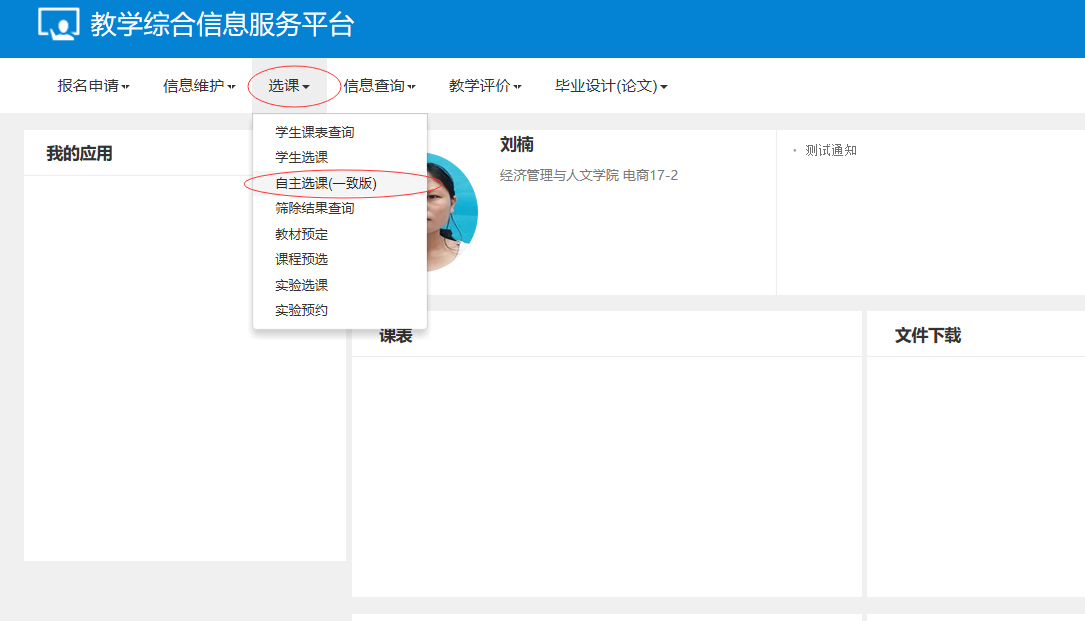 教学综合信息服务平台
报名申请 信息维护 选课 信息查询 教学评价 毕业设计(论文)
学生课表查询
学生选课
自主选课(一致版)
筛除结果查询
教材预定
课程预选
实验选课
实验预约
我的应用
刘楠
经济管理与人文学院 电商17-2
测试通知
课表
文件下载